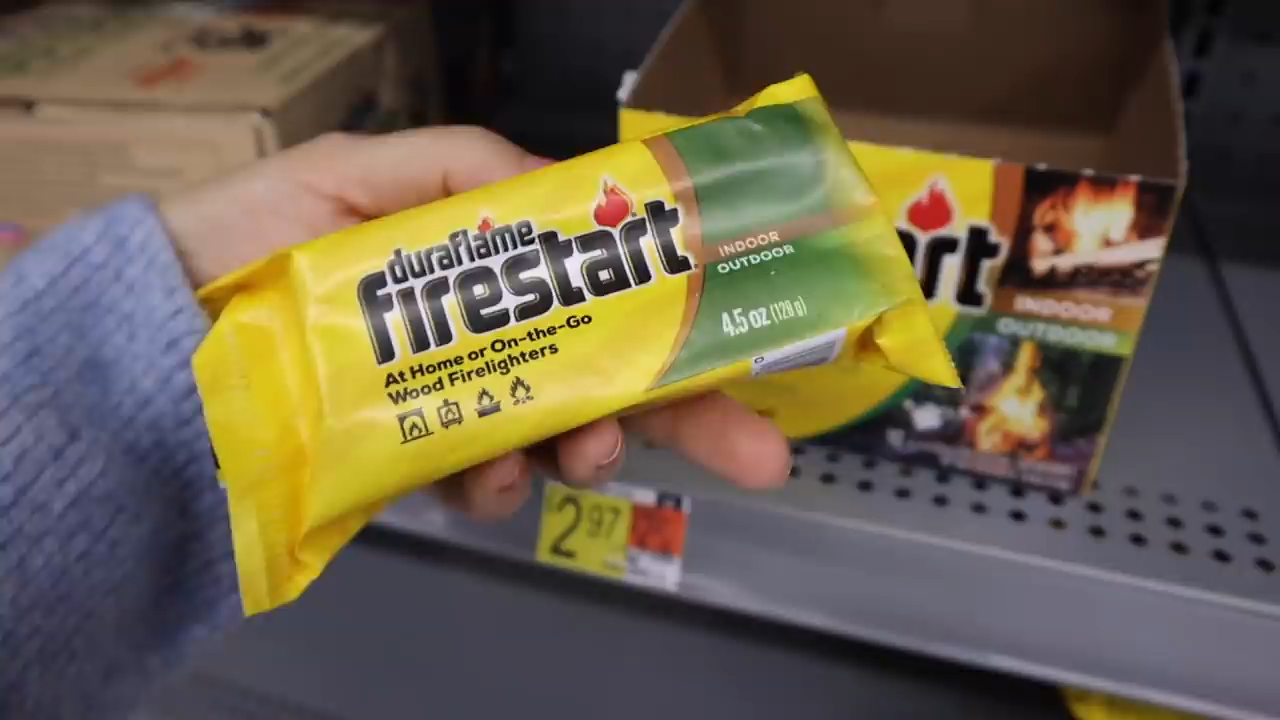 duraflame
firestart
INDOOR
OUTDOOR
4.5 oz (128 g)
At Home or On-the-Go
Wood Firelighters
art
INDOOR
OUTDOOR
2 97